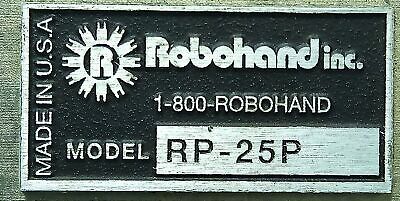 MADE IN U.S.A
R Robohand inc.
1-800-ROBOHAND
MODEL RP-25P